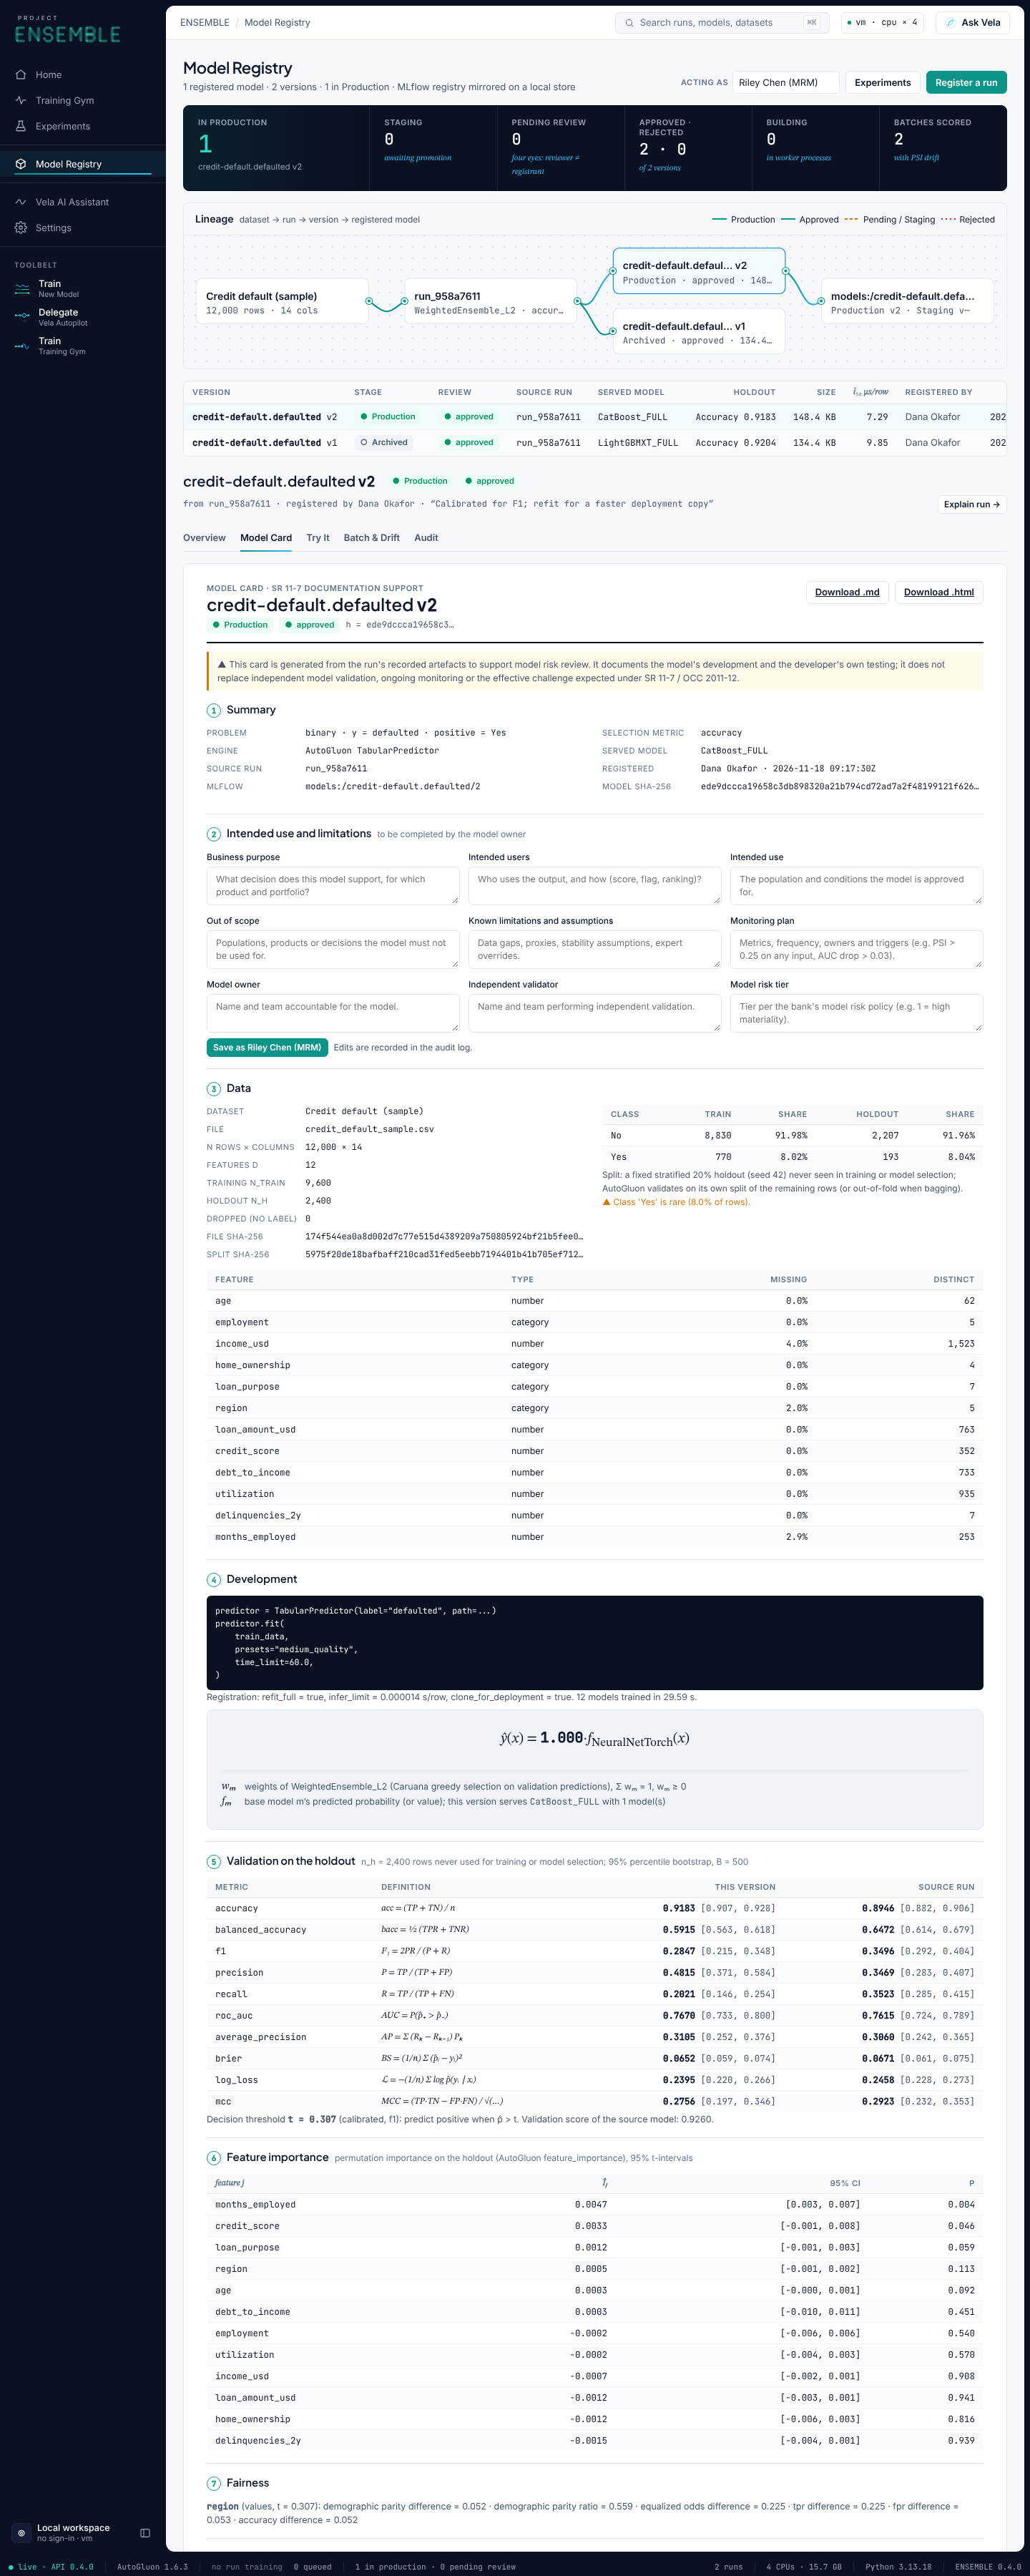 PROJECT
ENSEMBLE
Home
Training Gym
Experiments
Model Registry
Vela AI Assistant
Settings
TOOLBELT
Train
New Model
Delegate
Vela Autopilot
Train
Training Gym
ENSEMBLE / Model Registry
Search runs, models, datasets ⌘K
vm · cpu × 4
Ask Vela
Model Registry
1 registered model · 2 versions · 1 in Production · MLflow registry mirrored on a local store
ACTING AS Riley Chen (MRM) Experiments Register a run
IN PRODUCTION
1
credit-default.defaulted v2
STAGING
0
awaiting promotion
PENDING REVIEW
0
four eyes: reviewer ≠
registrant
APPROVED ·
REJECTED
2 · 0
of 2 versions
BUILDING
0
in worker processes
BATCHES SCORED
2
with PSI drift
Lineage dataset → run → version → registered model
Production Approved Pending / Staging Rejected
Credit default (sample)
12,000 rows · 14 cols
run_958a7611
WeightedEnsemble_L2 · accur…
credit-default.defaul… v2
Production · approved · 148…
credit-default.defaul… v1
Archived · approved · 134.4…
models:/credit-default.defa…
Production v2 · Staging v—
VERSION STAGE REVIEW SOURCE RUN SERVED MODEL HOLDOUT SIZE μs/row REGISTERED BY
credit-default.defaulted v2 Production approved run_958a7611 CatBoost_FULL Accuracy 0.9183 148.4 KB 7.29 Dana Okafor 202
credit-default.defaulted v1 Archived approved run_958a7611 LightGBMXT_FULL Accuracy 0.9204 134.4 KB 9.85 Dana Okafor 202
credit-default.defaulted v2 Production approved
from run_958a7611 · registered by Dana Okafor · “Calibrated for F1; refit for a faster deployment copy”
Explain run →
Overview Model Card Try It Batch & Drift Audit
MODEL CARD · SR 11-7 DOCUMENTATION SUPPORT
credit-default.defaulted v2
Download .md Download .html
Production approved h = ede9dccca19658c3…
▲ This card is generated from the run's recorded artefacts to support model risk review. It documents the model's development and the developer's own testing; it does not
replace independent model validation, ongoing monitoring or the effective challenge expected under SR 11-7 / OCC 2011-12.
1 Summary
PROBLEM binary · y = defaulted · positive = Yes
ENGINE AutoGluon TabularPredictor
SOURCE RUN run_958a7611
MLFLOW models:/credit-default.defaulted/2
SELECTION METRIC accuracy
SERVED MODEL CatBoost_FULL
REGISTERED Dana Okafor · 2026-11-18 09:17:30Z
MODEL SHA-256 ede9dccca19658c3db898320a21b794cd72ad7a2f48199121f626…
2 Intended use and limitations to be completed by the model owner
Business purpose
What decision does this model support, for which
product and portfolio?
Intended users
Who uses the output, and how (score, flag, ranking)?
Intended use
The population and conditions the model is approved
for.
Out of scope
Populations, products or decisions the model must not
be used for.
Known limitations and assumptions
Data gaps, proxies, stability assumptions, expert
overrides.
Monitoring plan
Metrics, frequency, owners and triggers (e.g. PSI >
0.25 on any input, AUC drop > 0.03).
Model owner
Name and team accountable for the model.
Independent validator
Name and team performing independent validation.
Model risk tier
Tier per the bank's model risk policy (e.g. 1 = high
materiality).
Save as Riley Chen (MRM) Edits are recorded in the audit log.
3 Data
DATASET Credit default (sample)
FILE credit_default_sample.csv
N ROWS × COLUMNS 12,000 × 14
FEATURES D 12
TRAINING N_TRAIN 9,600
HOLDOUT N_H 2,400
DROPPED (NO LABEL) 0
FILE SHA-256 174f544ea0a8d002d7c77e515d4389209a750805924bf21b5fee0…
SPLIT SHA-256 5975f20de18bafbaff210cad31fed5eebb7194401b41b705ef712…
CLASS TRAIN SHARE HOLDOUT SHARE
No 8,830 91.98% 2,207 91.96%
Yes 770 8.02% 193 8.04%
Split: a fixed stratified 20% holdout (seed 42) never seen in training or model selection;
AutoGluon validates on its own split of the remaining rows (or out-of-fold when bagging).
▲ Class 'Yes' is rare (8.0% of rows).
FEATURE TYPE MISSING DISTINCT
age number 0.0% 62
employment category 0.0% 5
income_usd number 4.0% 1,523
home_ownership category 0.0% 4
loan_purpose category 0.0% 7
region category 2.0% 5
loan_amount_usd number 0.0% 763
credit_score number 0.0% 352
debt_to_income number 0.0% 733
utilization number 0.0% 935
delinquencies_2y number 0.0% 7
months_employed number 2.9% 253
4 Development
predictor = TabularPredictor(label="defaulted", path=...)
predictor.fit(
train_data,
presets="medium_quality",
time_limit=60.0,
)
Registration: refit_full = true, infer_limit = 0.000014 s/row, clone_for_deployment = true. 12 models trained in 29.59 s.
ŷ(x) = 1.000·fNeuralNetTorch(x)
wₘ weights of WeightedEnsemble_L2 (Caruana greedy selection on validation predictions), Σ wₘ = 1, wₘ ≥ 0
fₘ base model m's predicted probability (or value); this version serves CatBoost_FULL with 1 model(s)
5 Validation on the holdout n_h = 2,400 rows never used for training or model selection; 95% percentile bootstrap, B = 500
METRIC DEFINITION THIS VERSION SOURCE RUN
accuracy acc = (TP + TN) / n 0.9183 [0.907, 0.928] 0.8946 [0.882, 0.906]
balanced_accuracy bacc = ½ (TPR + TNR) 0.5915 [0.563, 0.618] 0.6472 [0.614, 0.679]
f1 F₁ = 2PR / (P + R) 0.2847 [0.215, 0.348] 0.3496 [0.292, 0.404]
precision P = TP / (TP + FP) 0.4815 [0.371, 0.584] 0.3469 [0.283, 0.407]
recall R = TP / (TP + FN) 0.2021 [0.146, 0.254] 0.3523 [0.285, 0.415]
roc_auc AUC = P(p̂₊ > p̂₋) 0.7670 [0.733, 0.800] 0.7615 [0.724, 0.789]
average_precision AP = Σ (Rₖ − Rₖ₋₁) Pₖ 0.3105 [0.252, 0.376] 0.3060 [0.242, 0.365]
brier BS = (1/n) Σ (p̂ᵢ − yᵢ)² 0.0652 [0.059, 0.074] 0.0671 [0.061, 0.075]
log_loss ℒ = −(1/n) Σ log p̂(yᵢ | xᵢ) 0.2395 [0.220, 0.266] 0.2458 [0.228, 0.273]
mcc MCC = (TP·TN − FP·FN) / √(…) 0.2756 [0.197, 0.346] 0.2923 [0.232, 0.353]
Decision threshold t = 0.307 (calibrated, f1): predict positive when p̂ > t. Validation score of the source model: 0.9260.
6 Feature importance permutation importance on the holdout (AutoGluon feature_importance), 95% t-intervals
feature j Îⱼ 95% CI P
months_employed 0.0047 [0.003, 0.007] 0.004
credit_score 0.0033 [-0.001, 0.008] 0.046
loan_purpose 0.0012 [-0.001, 0.003] 0.059
region 0.0005 [-0.001, 0.002] 0.113
age 0.0003 [-0.000, 0.001] 0.092
debt_to_income 0.0003 [-0.010, 0.011] 0.451
employment -0.0002 [-0.006, 0.006] 0.540
utilization -0.0002 [-0.004, 0.003] 0.570
income_usd -0.0007 [-0.002, 0.001] 0.908
loan_amount_usd -0.0012 [-0.003, 0.001] 0.941
home_ownership -0.0012 [-0.006, 0.003] 0.816
delinquencies_2y -0.0015 [-0.004, 0.001] 0.939
7 Fairness
region (values, t = 0.307): demographic parity difference = 0.052 · demographic parity ratio = 0.559 · equalized odds difference = 0.225 · tpr difference = 0.225 · fpr difference =
0.053 · accuracy difference = 0.052
Local workspace
no sign-in · vm
live · API 0.4.0 AutoGluon 1.6.3 no run training 0 queued 1 in production · 0 pending review 2 runs 4 CPUs · 15.7 GB Python 3.13.18 ENSEMBLE 0.4.0